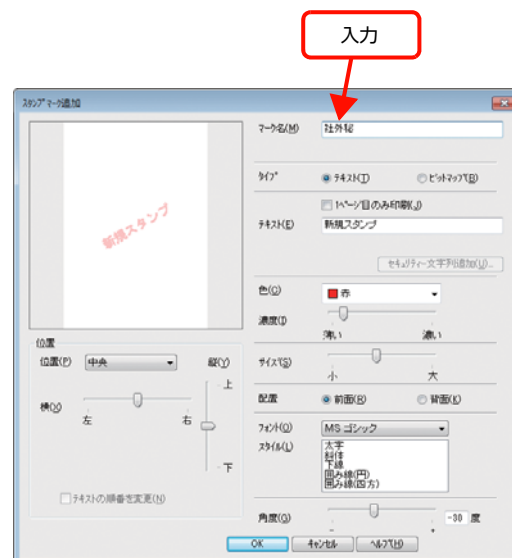 入力
スタンプマーク追加
マーク名(M) 社外秘
タイプ テキスト(T) ビットマップ(B)
1ページ目のみ印刷(J)
テキスト(E) 新規スタンプ
セキュリティー文字列追加(U)...
新規スタンプ
色(C) 赤
濃度(I)
薄い 濃い
位置
位置(P) 中央 縦(Y)
サイズ(S)
小 大
上
横(X)
左 右
下
配置 前面(R) 背面(K)
フォント(O) MS ゴシック
スタイル(L) 太字
斜体
下線
囲み線(円)
囲み線(四方)
テキストの順番を変更(N)
角度(G) -30 度
- +
OK キャンセル ヘルプ(H)